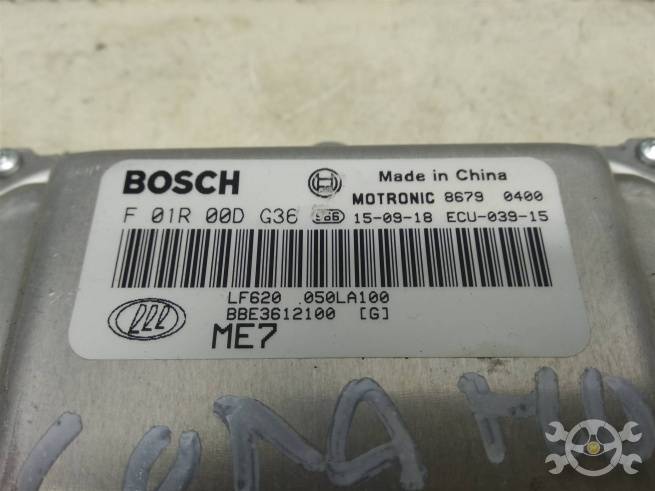 BOSCH
Made in China
MOTRONIC 8679 0400
F 01R 00D G36
15-09-18 ECU-039-15
LF620 .050LA100
BBE3612100 [G]
ME7